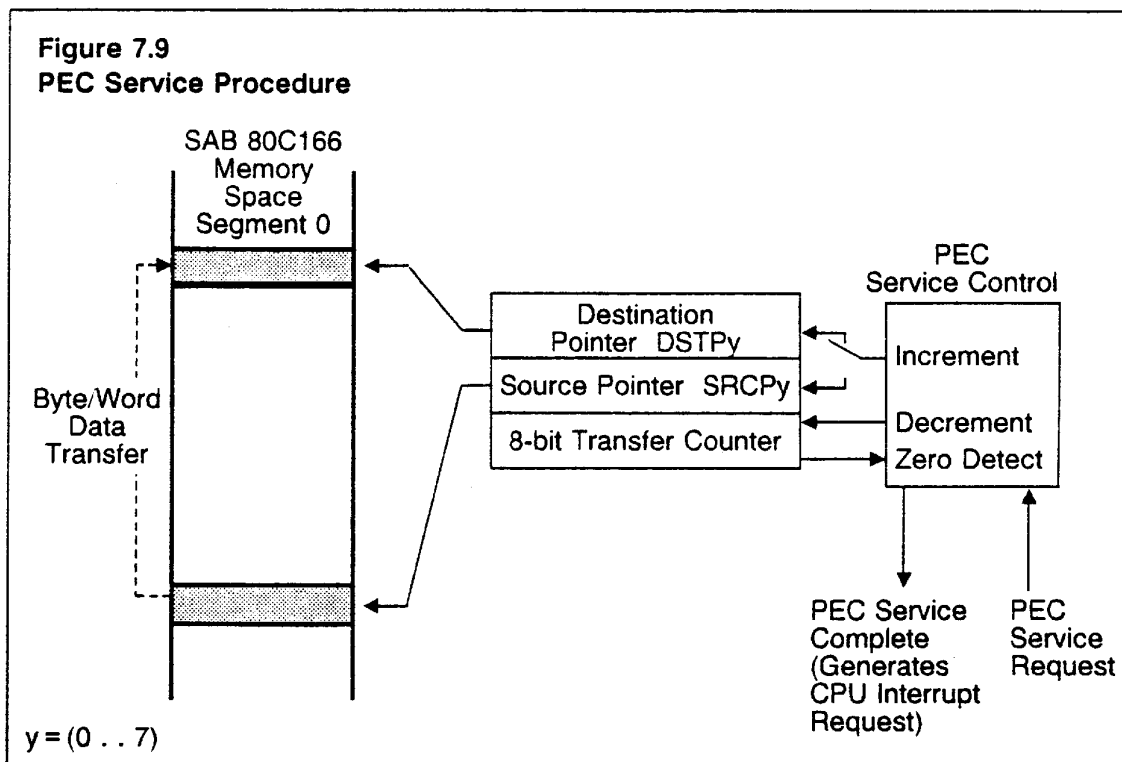 Figure 7.9
PEC Service Procedure
SAB 80C166
Memory
Space
Segment 0
PEC
Service Control
Destination
Pointer DSTPy
Increment
Source Pointer SRCPy
Byte/Word
Data
Transfer
Decrement
8-bit Transfer Counter
Zero Detect
PEC Service
Complete
(Generates
CPU Interrupt
Request)
PEC
Service
Request
y = (0 . . 7)